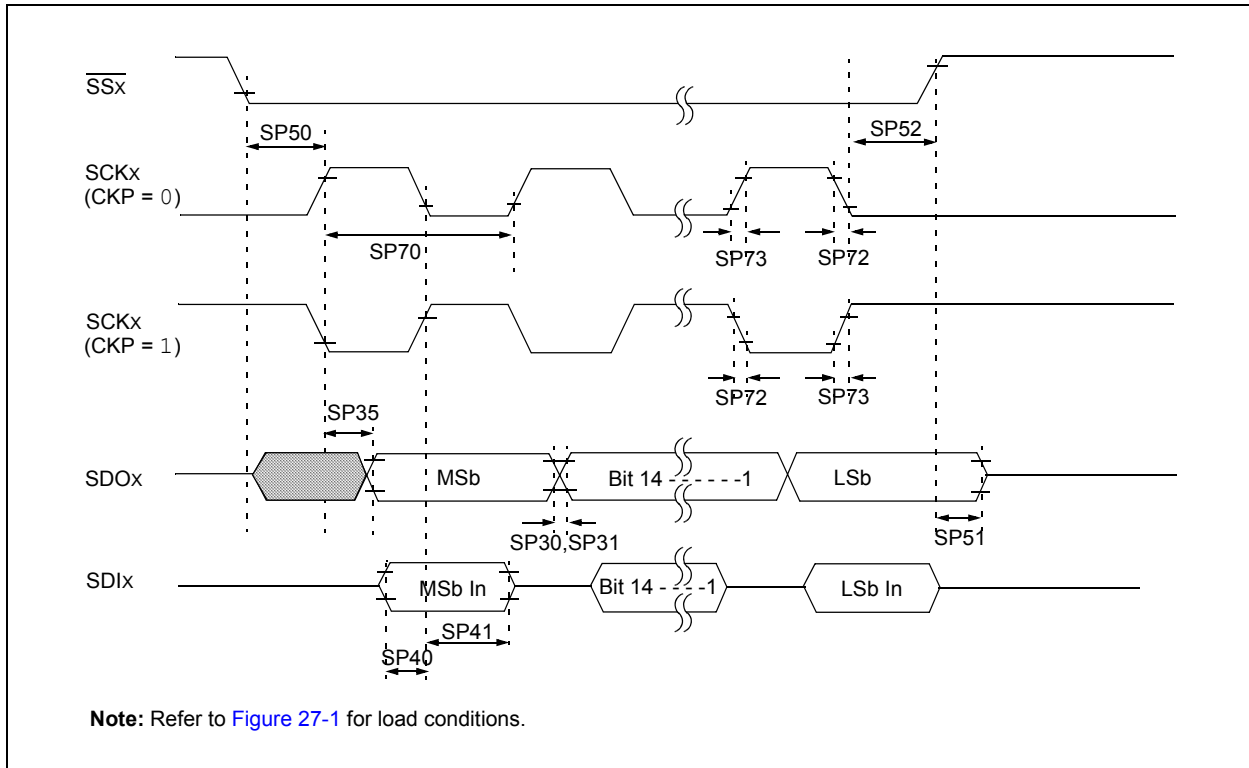 SSx
SP50
SP52
SCKx
(CKP = 0)
SP70
SP73
SP72
SCKx
(CKP = 1)
SP72
SP73
SP35
SDOx
MSb
Bit 14 - - - - - -1
LSb
SP30,SP31
SP51
SDIx
MSb In
Bit 14 - - - -1
LSb In
SP41
SP40
Note: Refer to Figure 27-1 for load conditions.